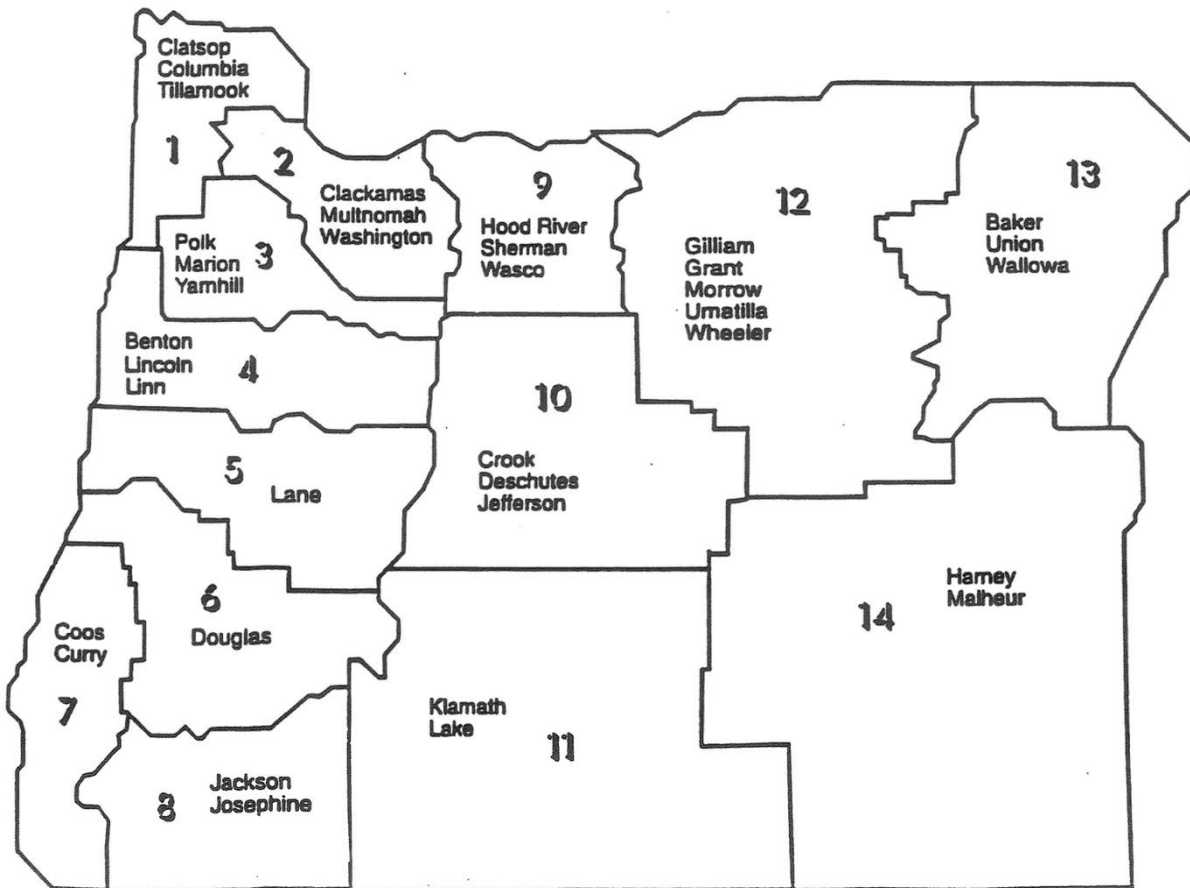 Clatsop
Columbia
Tillamook
1
2
Clackamas
Multnomah
Washington
Polk
Marion
Yamhill
3
Benton
Lincoln
Linn
4
5
Lane
6
Douglas
Coos
Curry
7
8
Jackson
Josephine
9
Hood River
Sherman
Wasco
10
Crook
Deschutes
Jefferson
Klamath
Lake
11
12
Gilliam
Grant
Morrow
Umatilla
Wheeler
13
Baker
Union
Wallowa
Harney
Malheur
14